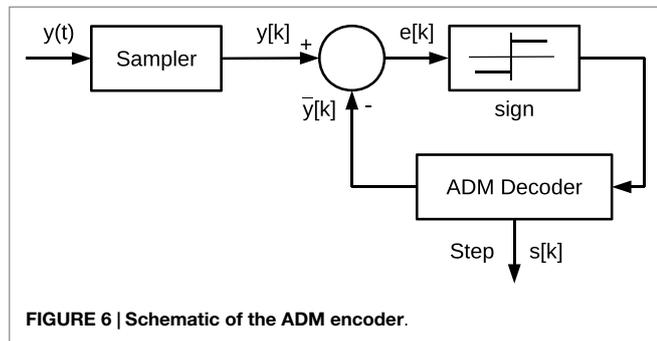 y(t)
Sampler
y[k]
+
e[k]
sign
ȳ[k]
-
ADM Decoder
Step
s[k]
FIGURE 6 | Schematic of the ADM encoder.